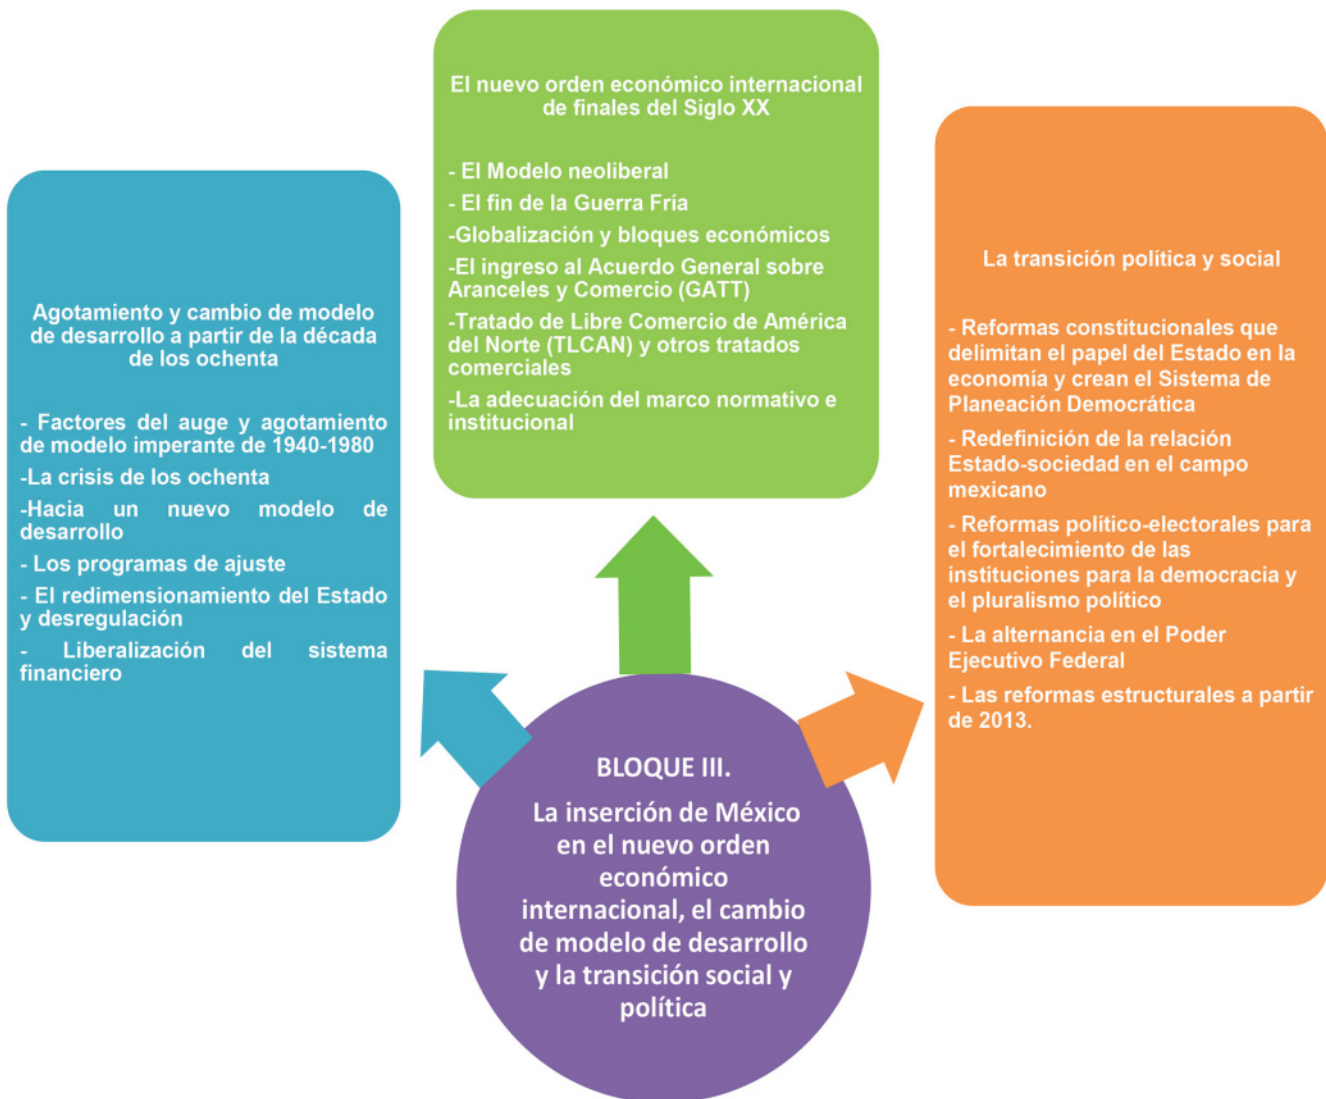 El nuevo orden económico internacional
de finales del Siglo XX
- El Modelo neoliberal
- El fin de la Guerra Fría
-Globalización y bloques económicos
-El ingreso al Acuerdo General sobre
Aranceles y Comercio (GATT)
-Tratado de Libre Comercio de América
del Norte (TLCAN) y otros tratados
comerciales
-La adecuación del marco normativo e
institucional
Agotamiento y cambio de modelo
de desarrollo a partir de la década
de los ochenta
- Factores del auge y agotamiento
de modelo imperante de 1940-1980
-La crisis de los ochenta
-Hacia un nuevo modelo de
desarrollo
- Los programas de ajuste
- El redimensionamiento del Estado
y desregulación
- Liberalización del sistema
financiero
La transición política y social
- Reformas constitucionales que
delimitan el papel del Estado en la
economía y crean el Sistema de
Planeación Democrática
- Redefinición de la relación
Estado-sociedad en el campo
mexicano
- Reformas político-electorales para
el fortalecimiento de las
instituciones para la democracia y
el pluralismo político
- La alternancia en el Poder
Ejecutivo Federal
- Las reformas estructurales a partir
de 2013.
BLOQUE III.
La inserción de México
en el nuevo orden
económico
internacional, el cambio
de modelo de desarrollo
y la transición social y
política